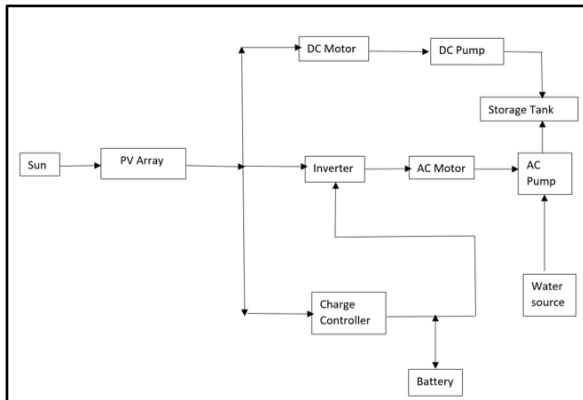 DC Motor
DC Pump
Storage Tank
Sun
PV Array
Inverter
AC Motor
AC
Pump
Water
source
Charge
Controller
Battery